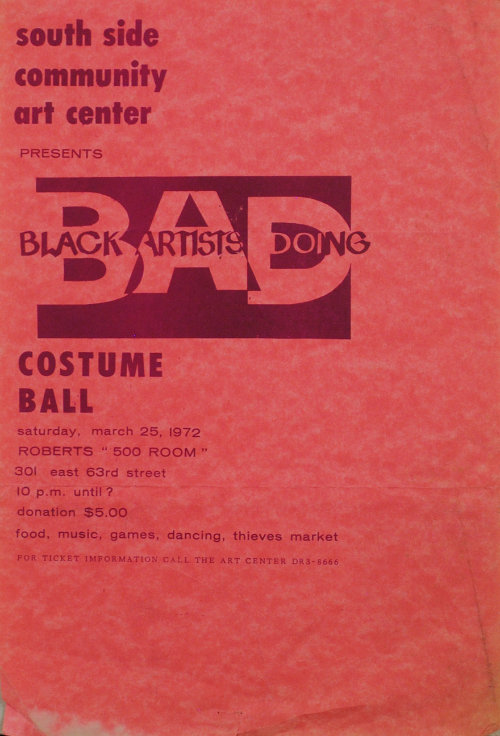 south side
community
art center
PRESENTS
BAD
BLACK ARTISTS DOING
COSTUME
BALL
saturday, march 25, 1972
ROBERTS “ 500 ROOM ”
301 east 63rd street
10 p.m. until ?
donation $5.00
food, music, games, dancing, thieves market
FOR TICKET IMFORMATION CALL THE ART CENTER DR3-8666